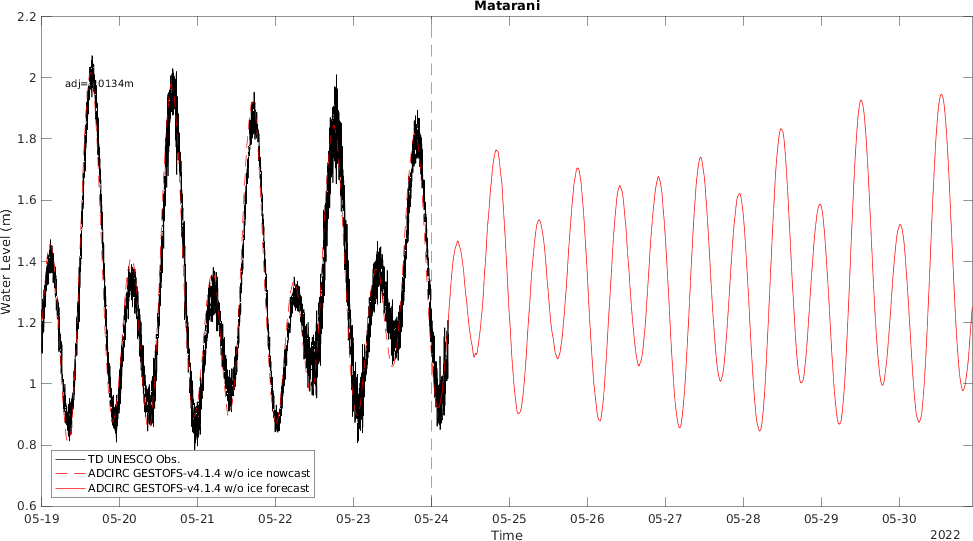 Matarani
2.2
2
1.8
1.6
1.4
1.2
1
0.8
0.6
Water Level (m)
TD UNESCO Obs.
ADCIRC GESTOFS-v4.1.4 w/o ice nowcast
ADCIRC GESTOFS-v4.1.4 w/o ice forecast
05-19 05-20 05-21 05-22 05-23 05-24 05-25 05-26 05-27 05-28 05-29 05-30
Time
2022